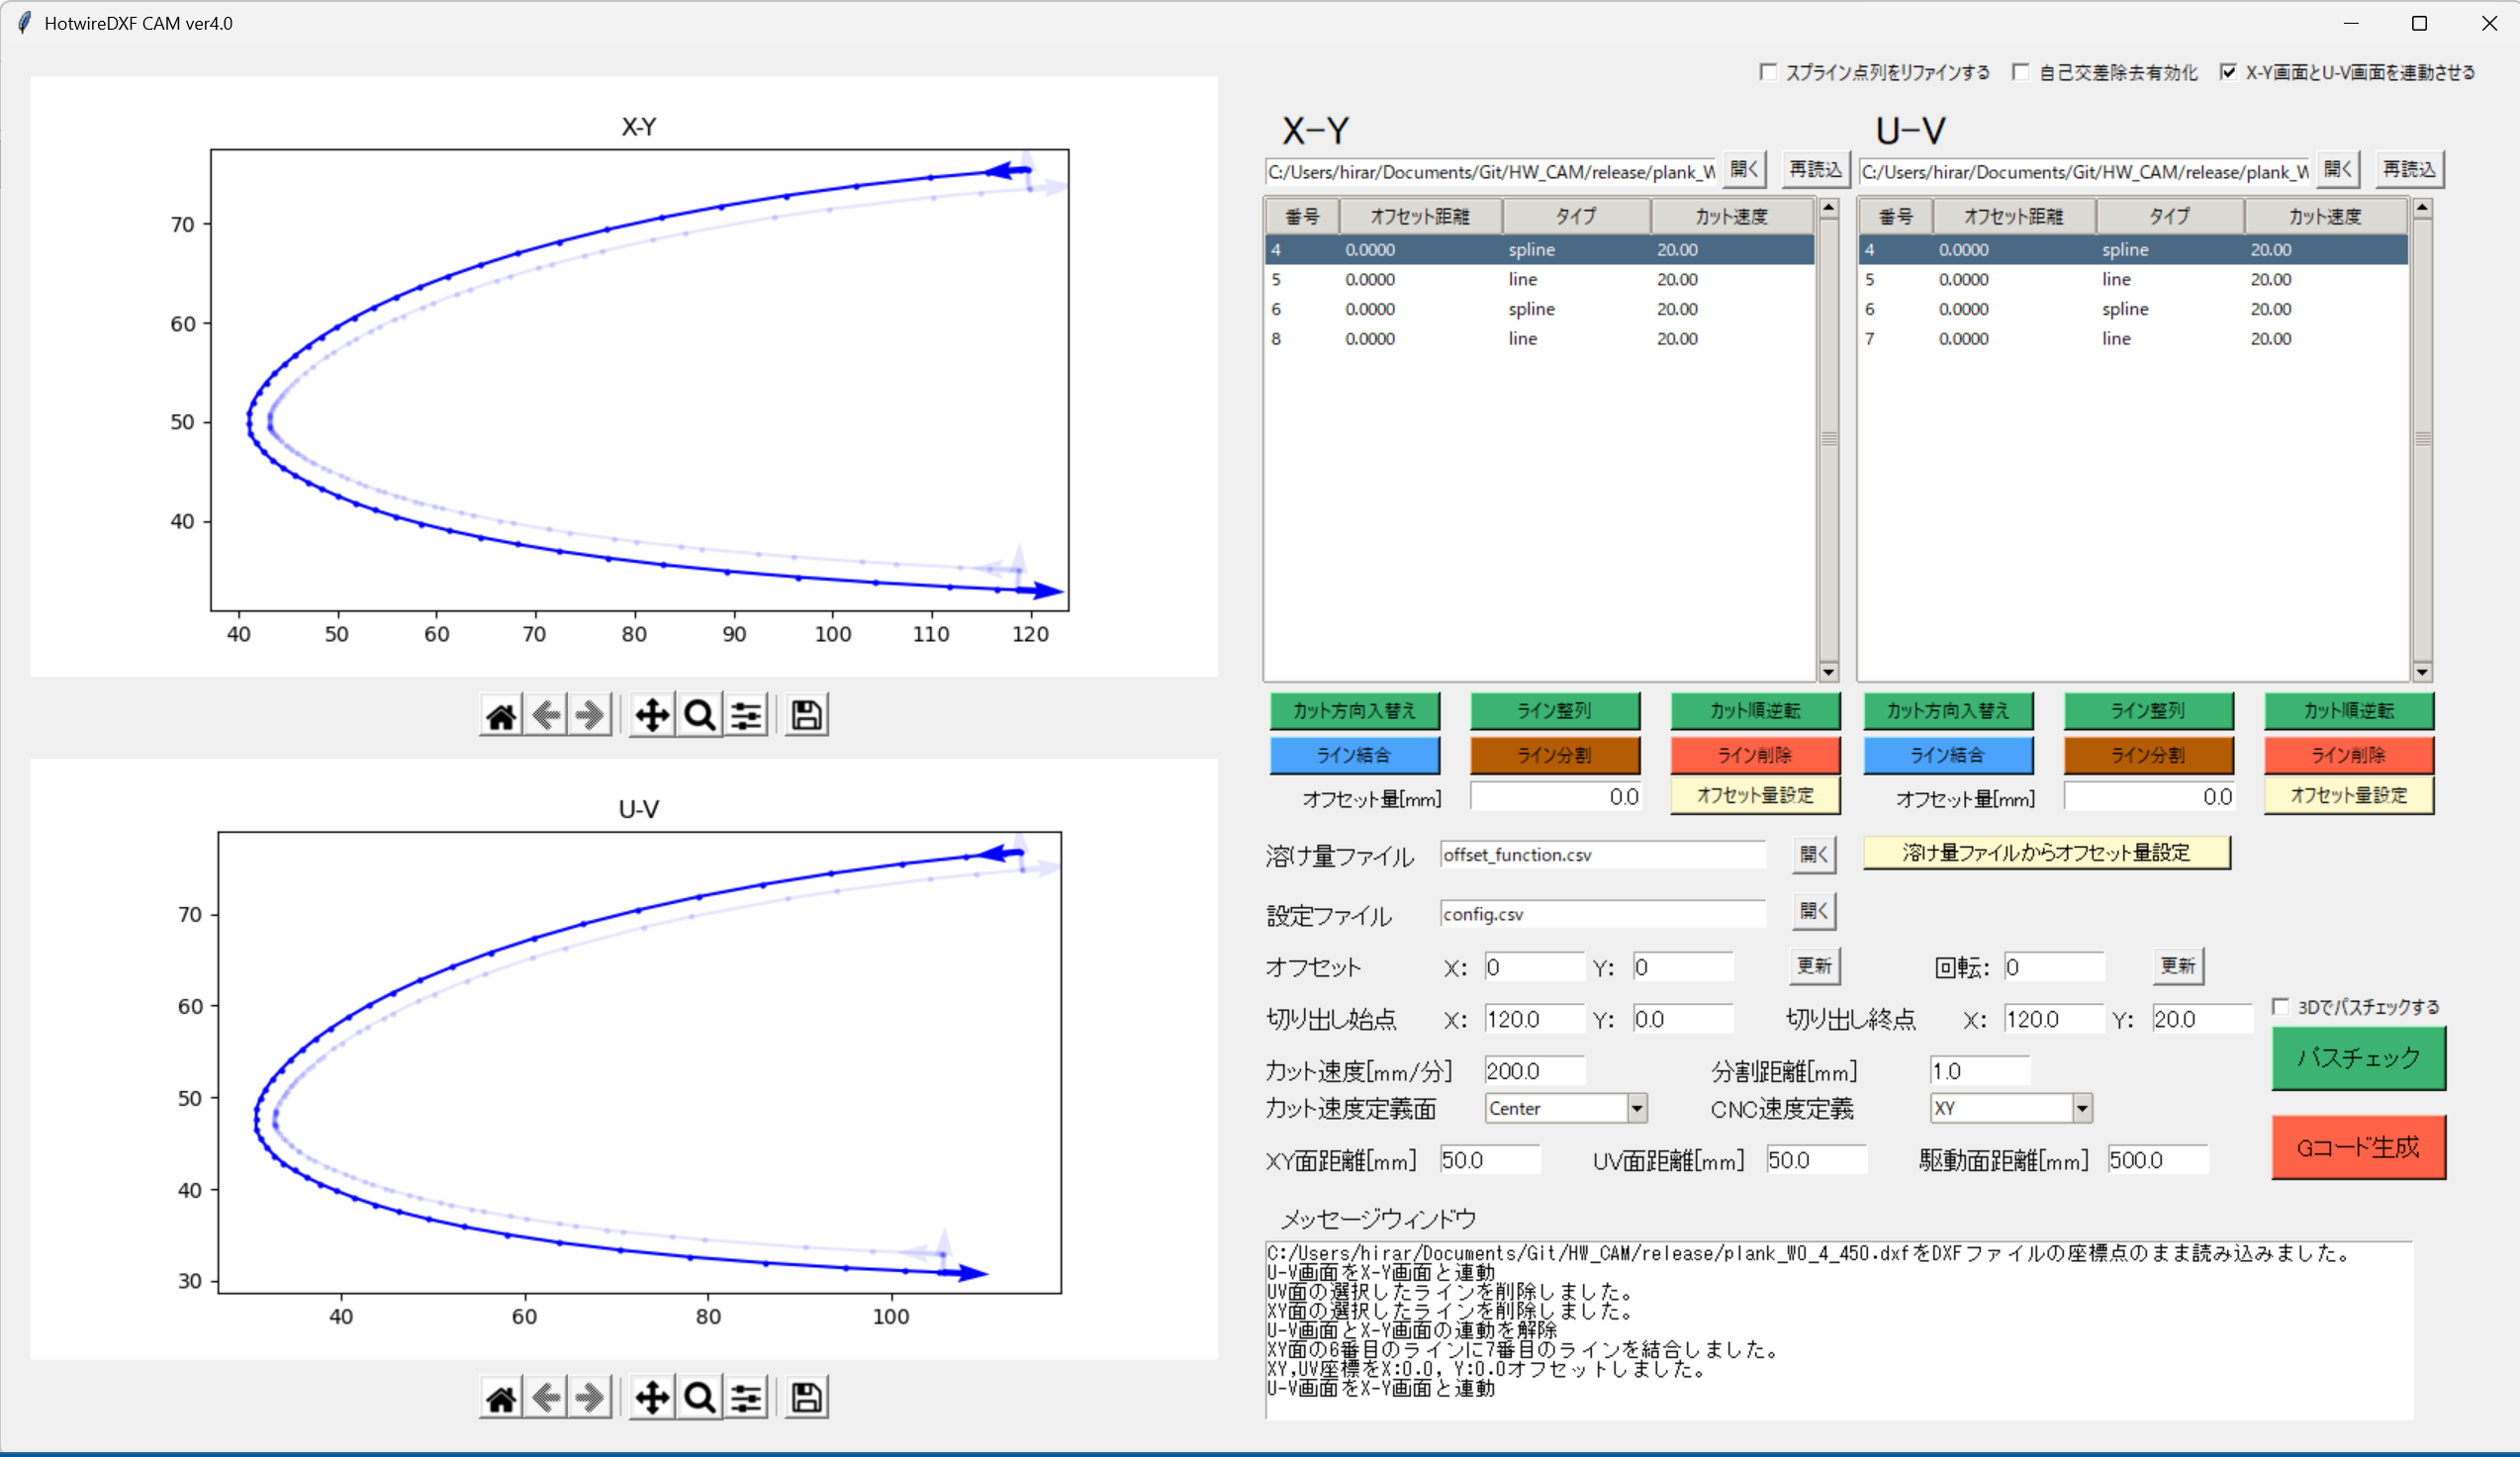 HotwireDXF CAM ver4.0
スプライン点列をリファインする 自己交差除去有効化 X-Y画面とU-V画面を連動させる
X-Y
70
60
50
40
40 50 60 70 80 90 100 110 120
U-V
70
60
50
40
30
40 60 80 100
X-Y U-V
C:/Users/hirar/Documents/Git/HW_CAM/release/plank_W 開く 再読込 C:/Users/hirar/Documents/Git/HW_CAM/release/plank_W 開く 再読込
番号 オフセット距離 タイプ カット速度 番号 オフセット距離 タイプ カット速度
4 0.0000 spline 20.00 4 0.0000 spline 20.00
5 0.0000 line 20.00 5 0.0000 line 20.00
6 0.0000 spline 20.00 6 0.0000 spline 20.00
8 0.0000 line 20.00 7 0.0000 line 20.00
カット方向入替え ライン整列 カット順逆転 カット方向入替え ライン整列 カット順逆転
ライン結合 ライン分割 ライン削除 ライン結合 ライン分割 ライン削除
オフセット量[mm] 0.0 オフセット量設定 オフセット量[mm] 0.0 オフセット量設定
溶け量ファイル offset_function.csv 開く 溶け量ファイルからオフセット量設定
設定ファイル config.csv 開く
オフセット X: 0 Y: 0 更新 回転: 0 更新
切り出し始点 X: 120.0 Y: 0.0 切り出し終点 X: 120.0 Y: 20.0 3Dでパスチェックする
カット速度[mm/分] 200.0 分割距離[mm] 1.0 パスチェック
カット速度定義面 Center CNC速度定義 XY
XY面距離[mm] 50.0 UV面距離[mm] 50.0 駆動面距離[mm] 500.0 Gコード生成
メッセージウィンドウ
C:/Users/hirar/Documents/Git/HW_CAM/release/plank_W0_4_450.dxfをDXFファイルの座標点のまま読み込みました。
U-V画面をX-Y画面と連動
UV面の選択したラインを削除しました。
XY面の選択したラインを削除しました。
U-V画面とX-Y画面の連動を解除
XY面の6番目のラインに7番目のラインを結合しました。
XY,UV座標をX:0.0, Y:0.0オフセットしました。
U-V画面をX-Y画面と連動